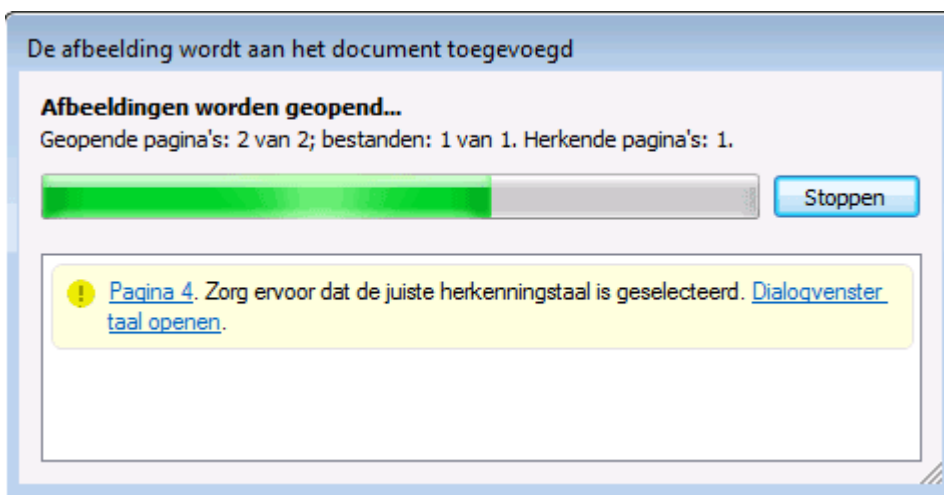 De afbeelding wordt aan het document toegevoegd
Afbeeldingen worden geopend...
Geopende pagina's: 2 van 2; bestanden: 1 van 1. Herkende pagina's: 1.
Stoppen
Pagina 4. Zorg ervoor dat de juiste herkenningstaal is geselecteerd. Dialogvenster
taal openen.